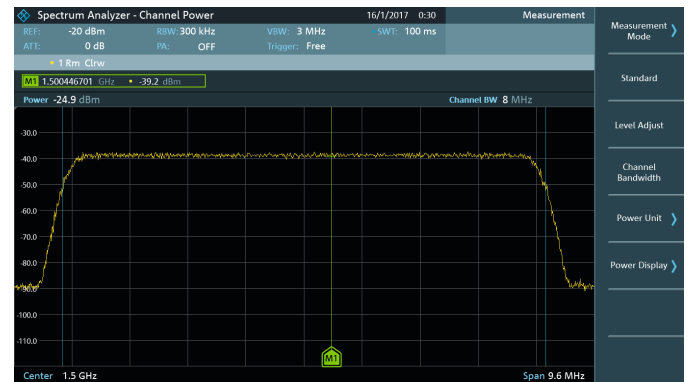 Spectrum Analyzer - Channel Power 16/1/2017 0:30 Measurement
REF: -20 dBm RBW: 300 kHz VBW: 3 MHz SWT: 100 ms
ATT: 0 dB PA: OFF Trigger: Free
1 Rm Clrw
M1 1.500446701 GHz -39.2 dBm
Power -24.9 dBm Channel BW 8 MHz
-30.0
-40.0
-50.0
-60.0
-70.0
-80.0
-90.0
-100.0
-110.0
M1
Center 1.5 GHz Span 9.6 MHz
Measurement
Mode
Standard
Level Adjust
Channel
Bandwidth
Power Unit
Power Display